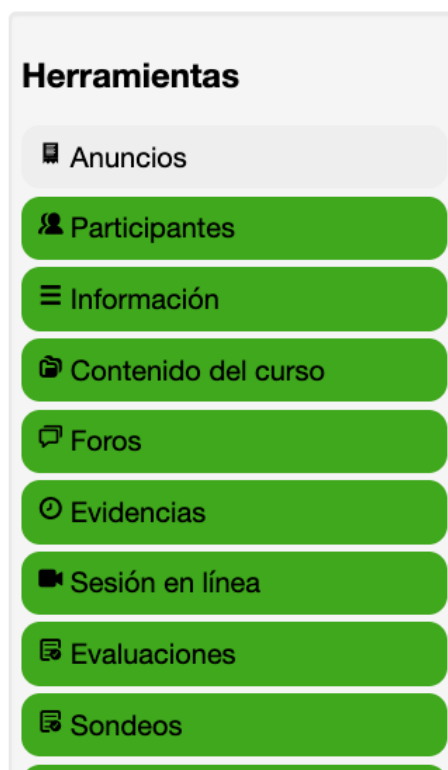 Herramientas
Anuncios
Participantes
Información
Contenido del curso
Foros
Evidencias
Sesión en línea
Evaluaciones
Sondeos